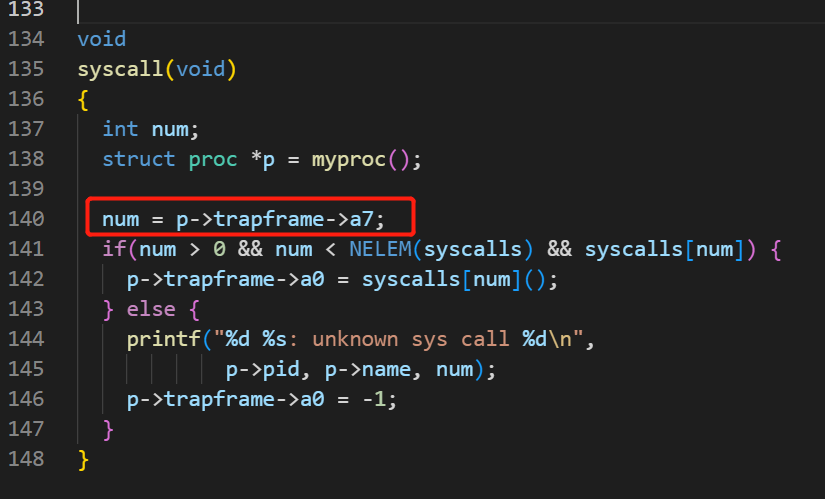 133
134 void
135 syscall(void)
136 {
137   int num;
138   struct proc *p = myproc();
139
140   num = p->trapframe->a7;
141   if(num > 0 && num < NELEM(syscalls) && syscalls[num]) {
142     p->trapframe->a0 = syscalls[num]();
143   } else {
144     printf("%d %s: unknown sys call %d\n",
145             p->pid, p->name, num);
146     p->trapframe->a0 = -1;
147   }
148 }